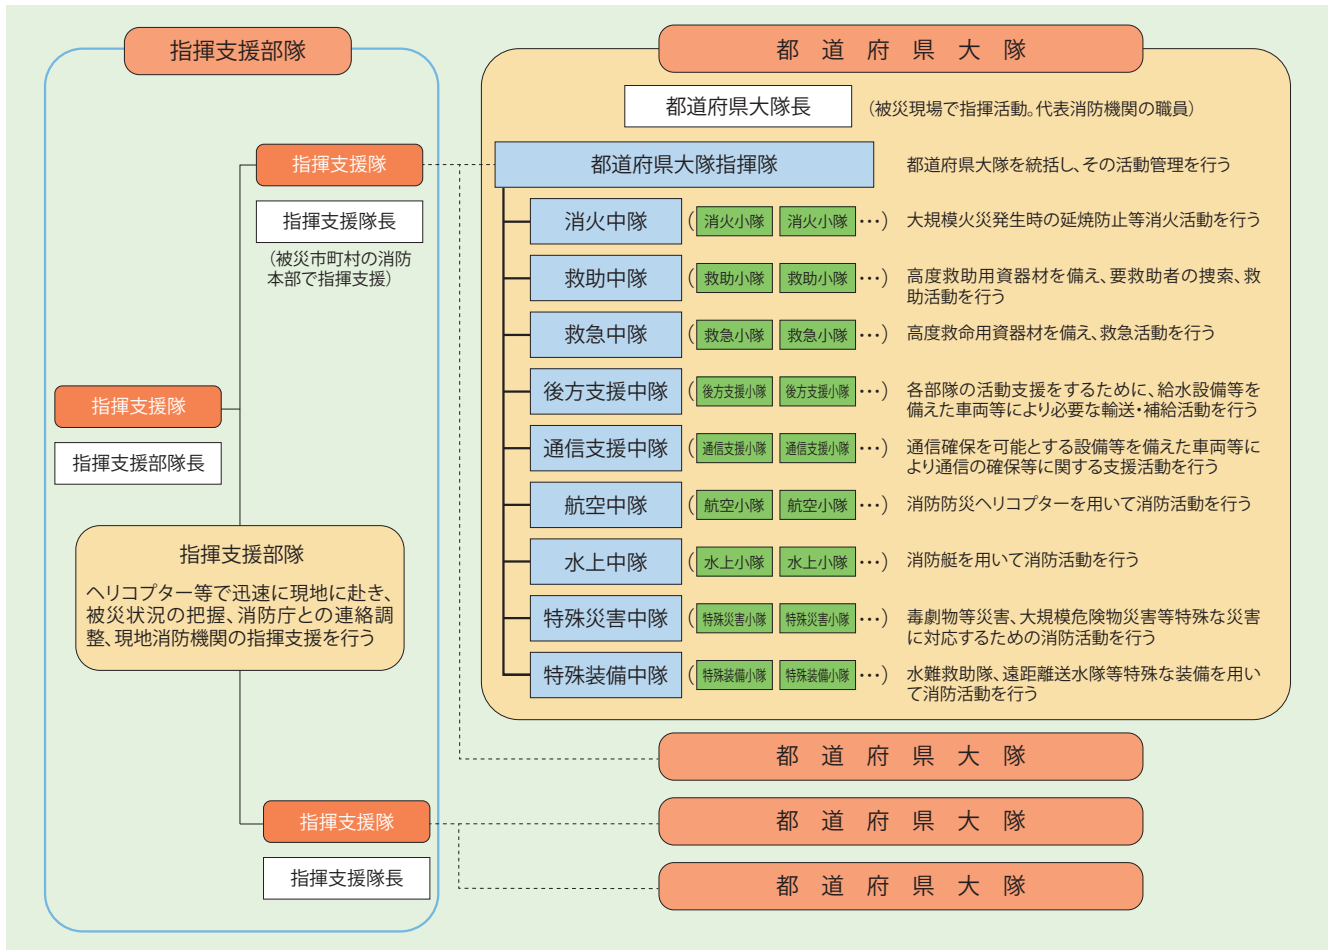 指揮支援部隊
指揮支援隊
指揮支援隊長
(被災市町村の消防
本部で指揮支援)
指揮支援隊
指揮支援部隊長
指揮支援部隊
ヘリコプター等で迅速に現地に赴き、
被災状況の把握、消防庁との連絡調
整、現地消防機関の指揮支援を行う
指揮支援隊
指揮支援隊長
都道府県大隊
都道府県大隊長 (被災現場で指揮活動。代表消防機関の職員)
都道府県大隊指揮隊 都道府県大隊を統括し、その活動管理を行う
消火中隊 (消火小隊 消火小隊 …) 大規模火災発生時の延焼防止等消火活動を行う
救助中隊 (救助小隊 救助小隊 …) 高度救助用資器材を備え、要救助者の捜索、救
助活動を行う
救急中隊 (救急小隊 救急小隊 …) 高度救命用資器材を備え、救急活動を行う
後方支援中隊 (後方支援小隊 後方支援小隊 …) 各部隊の活動支援をするために、給水設備等を
備えた車両等により必要な輸送・補給活動を行う
通信支援中隊 (通信支援小隊 通信支援小隊 …) 通信確保を可能とする設備等を備えた車両等に
より通信の確保等に関する支援活動を行う
航空中隊 (航空小隊 航空小隊 …) 消防防災ヘリコプターを用いて消防活動を行う
水上中隊 (水上小隊 水上小隊 …) 消防艇を用いて消防活動を行う
特殊災害中隊 (特殊災害小隊 特殊災害小隊 …) 毒劇物等災害、大規模危険物災害等特殊な災害
に対応するための消防活動を行う
特殊装備中隊 (特殊装備小隊 特殊装備小隊 …) 水難救助隊、遠距離送水隊等特殊な装備を用い
て消防活動を行う
都道府県大隊
都道府県大隊
都道府県大隊